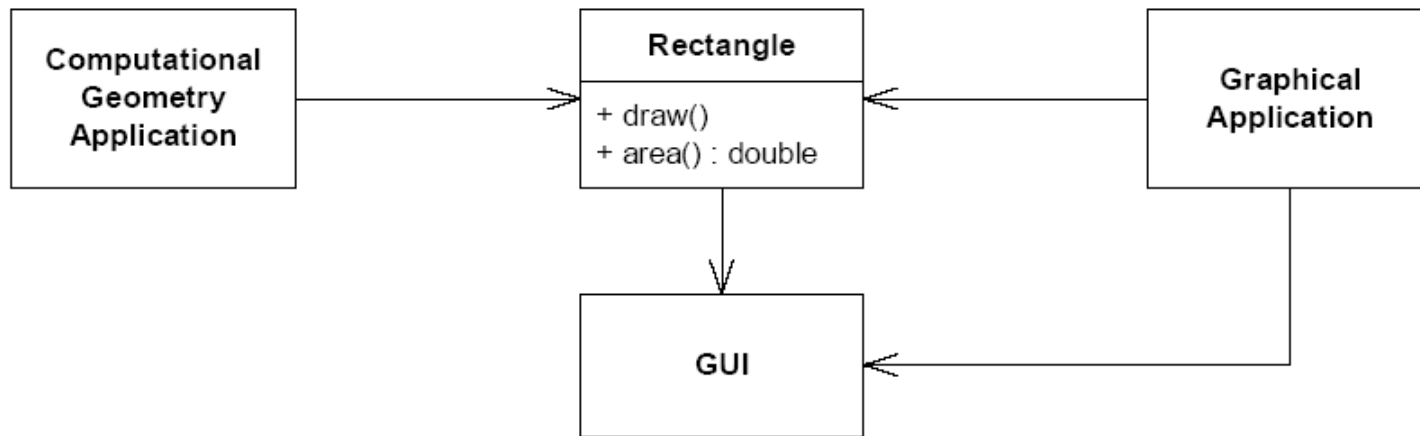 Computational
Geometry
Application
Rectangle
+ draw()
+ area() : double
Graphical
Application
GUI